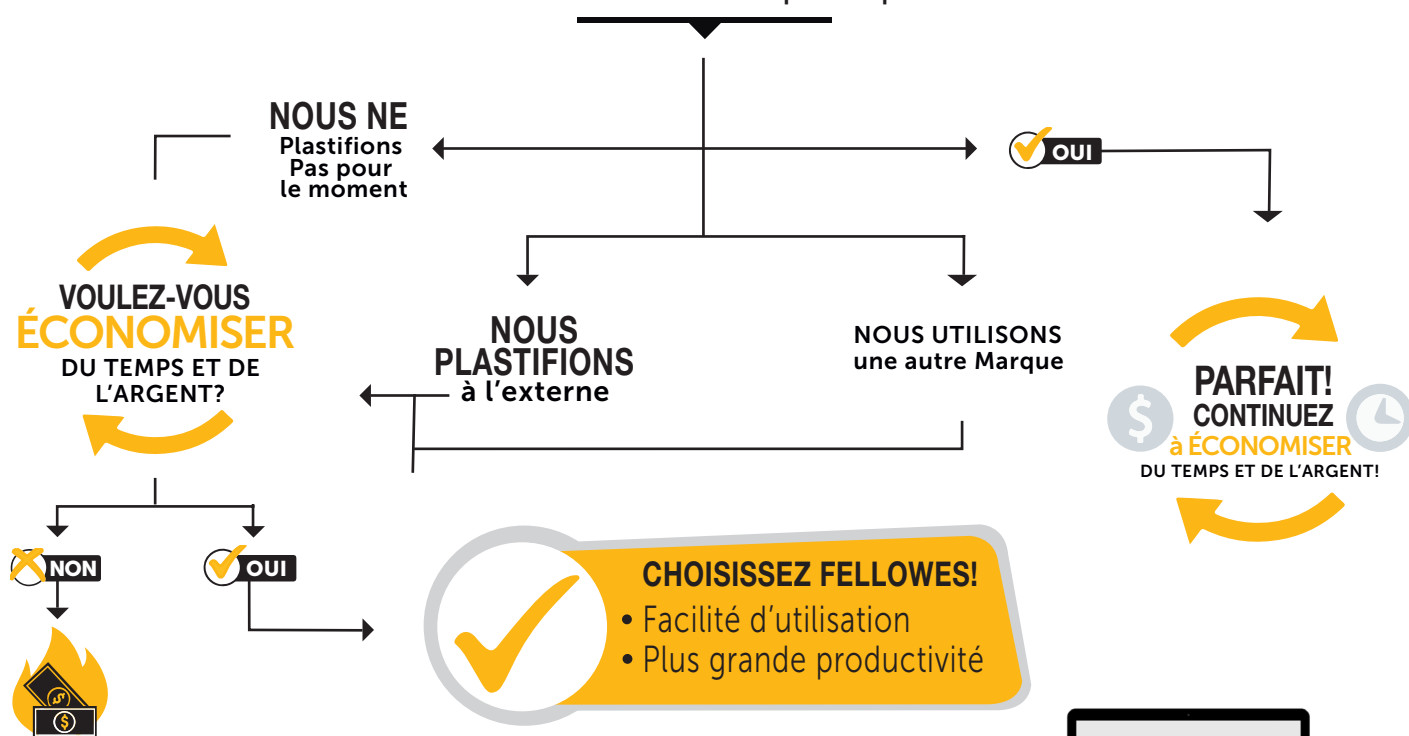 NOUS NE
Plastifions
Pas pour
le moment
OUI
VOULEZ-VOUS
ÉCONOMISER
DU TEMPS ET DE
L'ARGENT?
NOUS
PLASTIFIONS
à l'externe
NOUS UTILISONS
une autre Marque
PARFAIT!
CONTINUEZ
à ÉCONOMISER
DU TEMPS ET DE L'ARGENT!
$
NON
OUI
CHOISISSEZ FELLOWES!
• Facilité d'utilisation
• Plus grande productivité
$
$